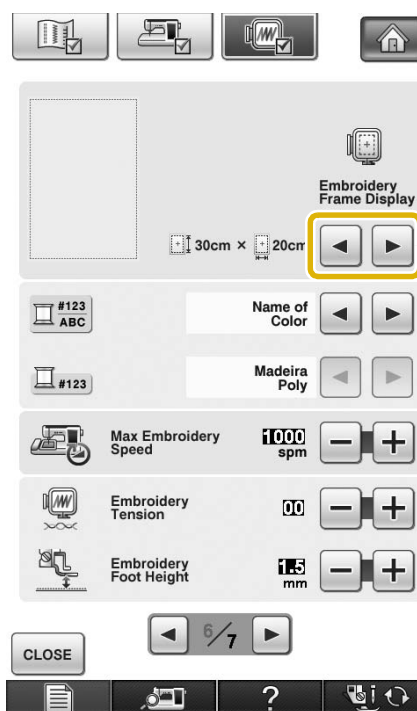 Embroidery
Frame Display
30cm × 20cm
#123
ABC
Name of
Color
#123
Madeira
Poly
Max Embroidery
Speed
1000
spm
Embroidery
Tension
00
Embroidery
Foot Height
1.5
mm
6/7
CLOSE
?